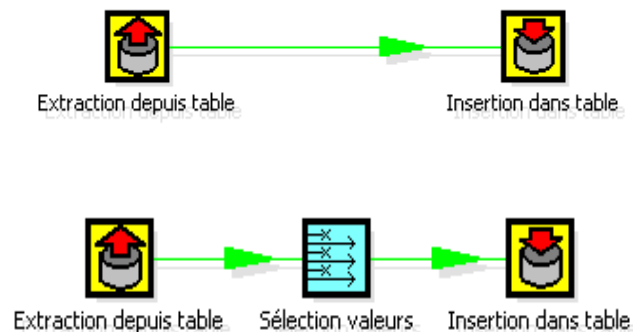 Extraction depuis table Insertion dans table
Extraction depuis table Sélection valeurs Insertion dans table